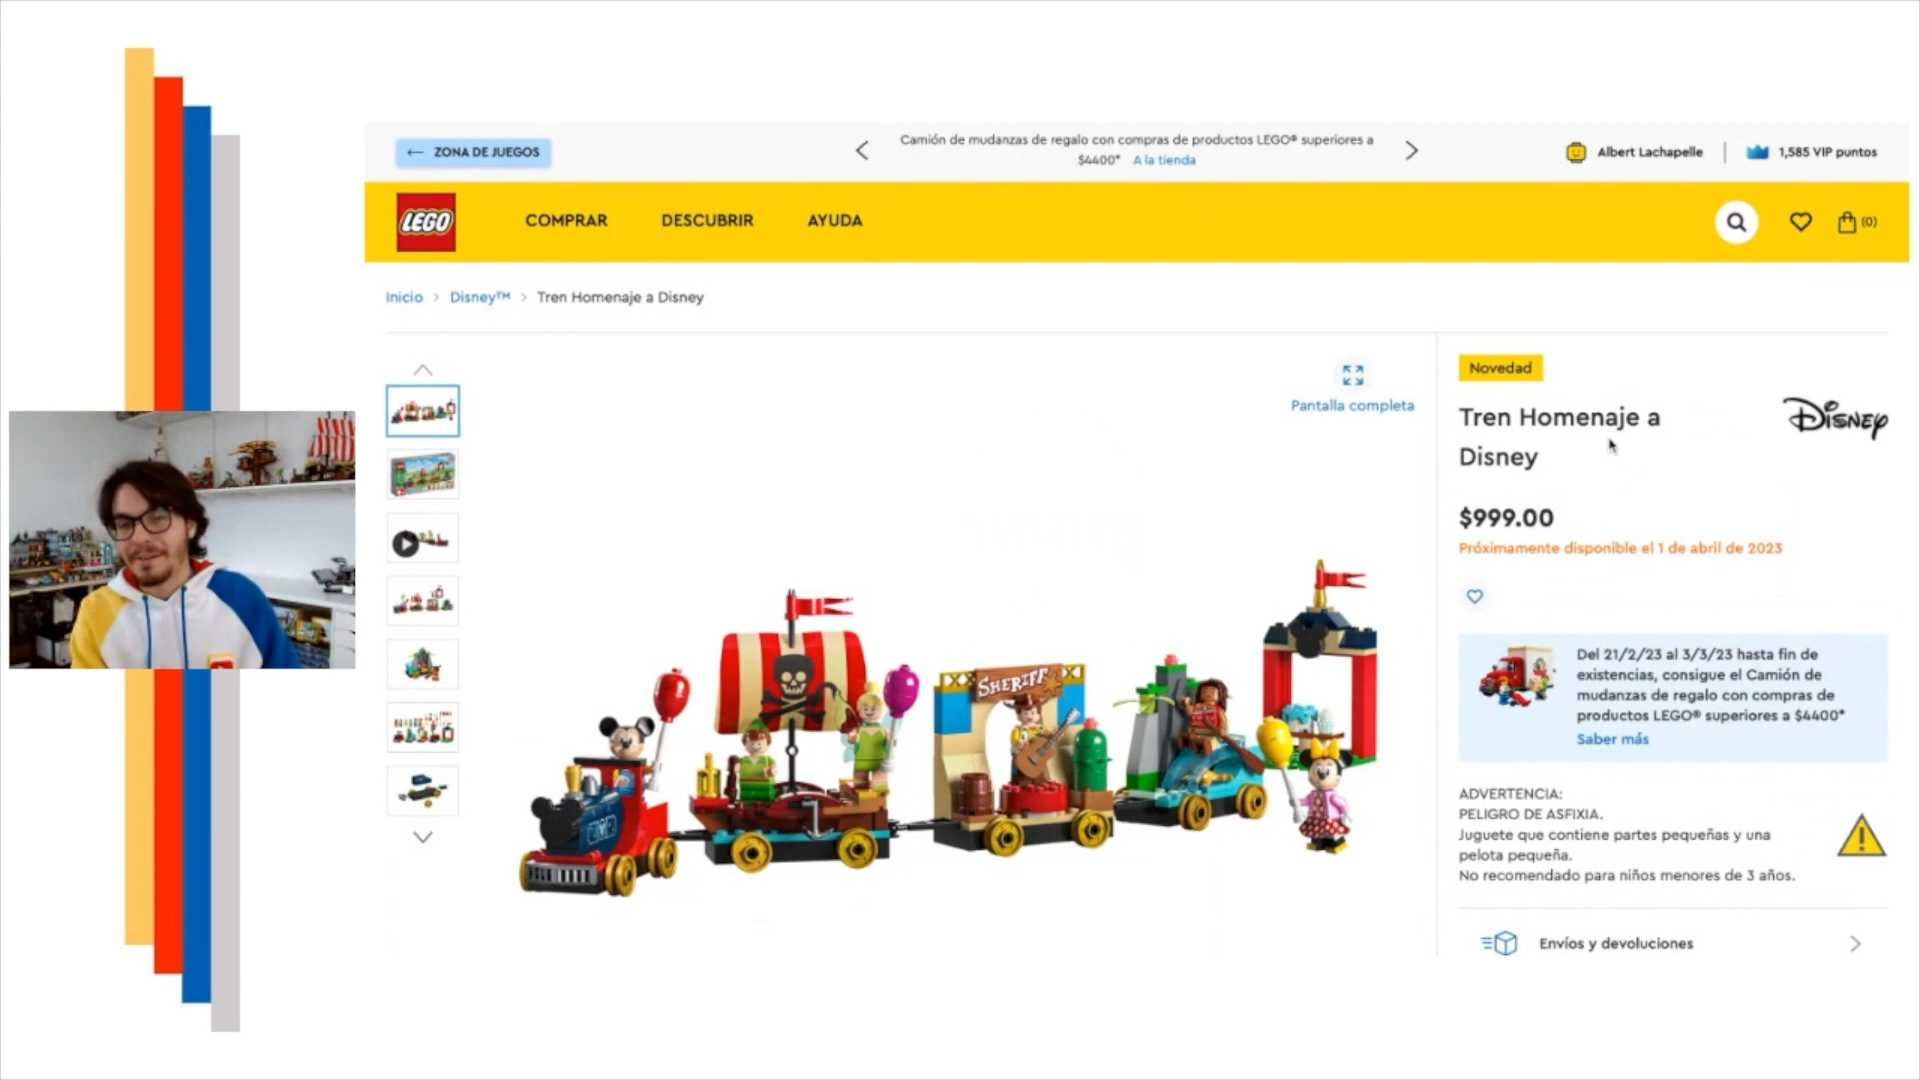 ← ZONA DE JUEGOS
Camión de mudanzas de regalo con compras de productos LEGO® superiores a
$4400* A la tienda
Albert Lachapelle
1,585 VIP puntos
LEGO
COMPRAR
DESCUBRIR
AYUDA
(0)
Inicio > Disney™ > Tren Homenaje a Disney
Pantalla completa
Novedad
Tren Homenaje a
Disney
Disney
$999.00
Próximamente disponible el 1 de abril de 2023
Del 21/2/23 al 3/3/23 hasta fin de
existencias, consigue el Camión de
mudanzas de regalo con compras de
productos LEGO® superiores a $4400*
Saber más
SHERIFF
ADVERTENCIA:
PELIGRO DE ASFIXIA.
Juguete que contiene partes pequeñas y una
pelota pequeña.
No recomendado para niños menores de 3 años.
Envíos y devoluciones